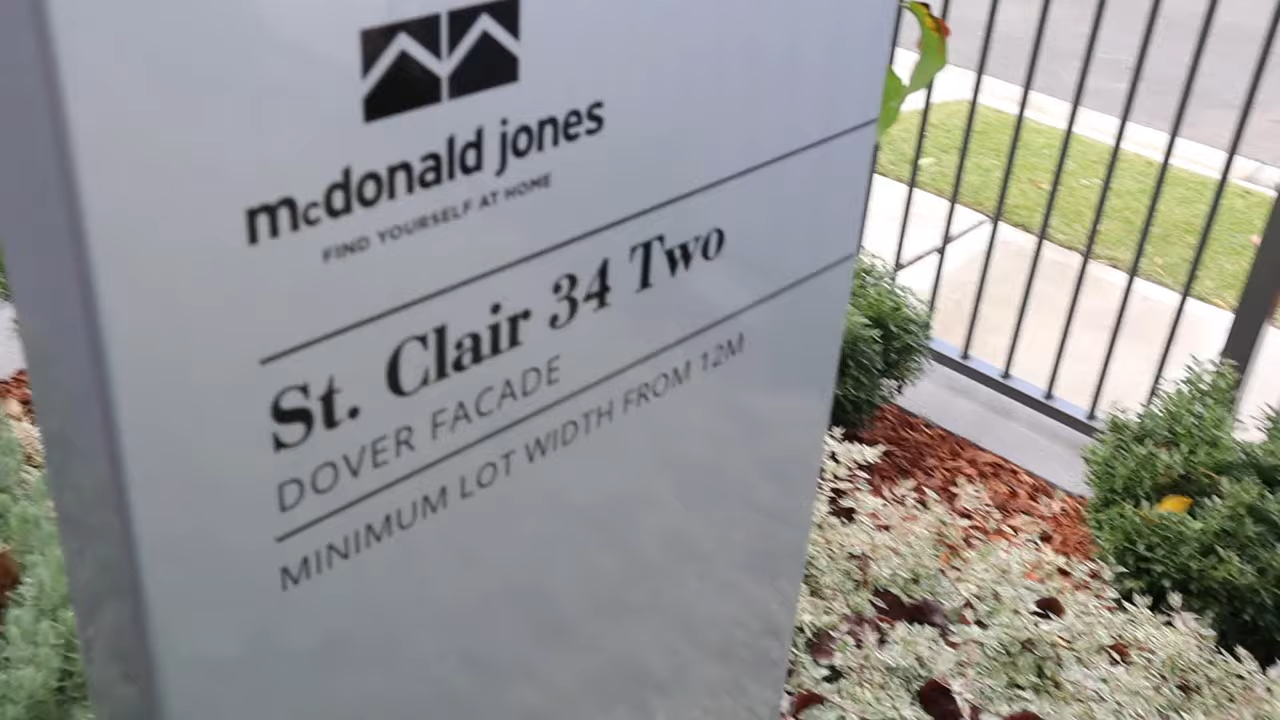 mcdonald jones
FIND YOURSELF AT HOME
St. Clair 34 Two
DOVER FACADE
MINIMUM LOT WIDTH FROM 12M